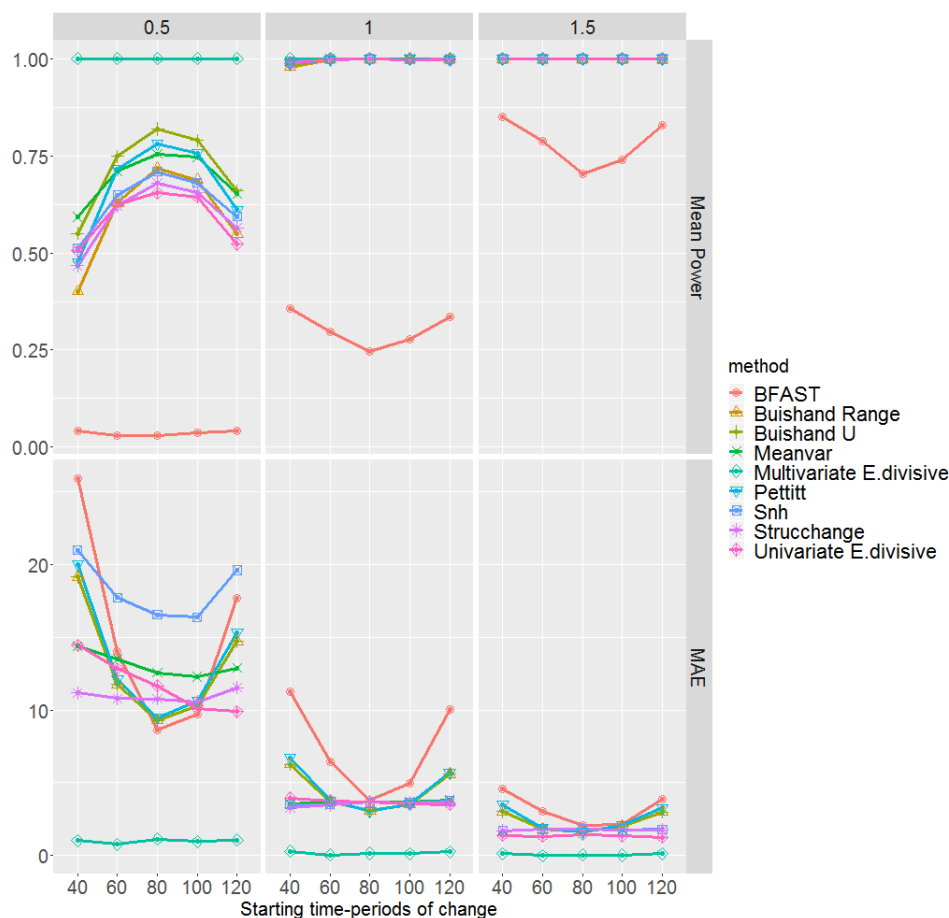 0.5 1 1.5
1.00
0.75
0.50
0.25
0.00
Mean Power
20
10
0
MAE
40 60 80 100 120 40 60 80 100 120 40 60 80 100 120
Starting time-periods of change
method
BFAST
Buishand Range
Buishand U
Meanvar
Multivariate E.divisive
Pettitt
Snh
Strucchange
Univariate E.divisive